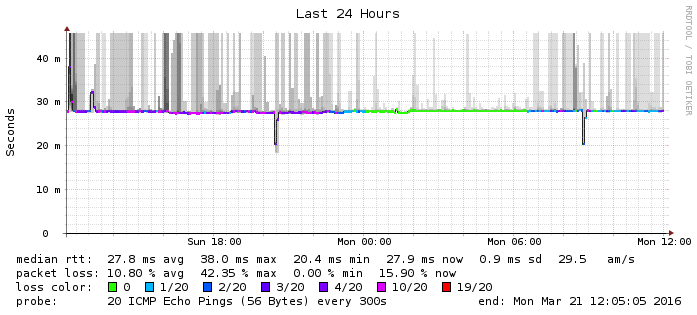 Last 24 Hours
RRDTOOL / TOBI OETIKER
Seconds
40 m
30 m
20 m
10 m
0
Sun 18:00 Mon 00:00 Mon 06:00 Mon 12:00
median rtt: 27.8 ms avg 38.0 ms max 20.4 ms min 27.9 ms now 0.9 ms sd 29.5 am/s
packet loss: 10.80 % avg 42.35 % max 0.00 % min 15.90 % now
loss color: 0 1/20 2/20 3/20 4/20 10/20 19/20
probe: 20 ICMP Echo Pings (56 Bytes) every 300s end: Mon Mar 21 12:05:05 2016